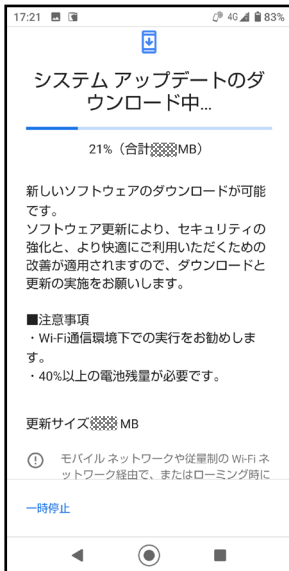 17:21 4G 83%
システム アップデートのダ
ウンロード中...
21%（合計MB）
新しいソフトウェアのダウンロードが可能
です。
ソフトウェア更新により、セキュリティの
強化と、より快適にご利用いただくための
改善が適用されますので、ダウンロードと
更新の実施をお願いします。
■注意事項
・Wi-Fi通信環境下での実行をお勧めしま
す。
・40%以上の電池残量が必要です。
更新サイズ MB
モバイル ネットワークや従量制の Wi-Fi ネ
ットワーク経由で、またはローミング時に
一時停止